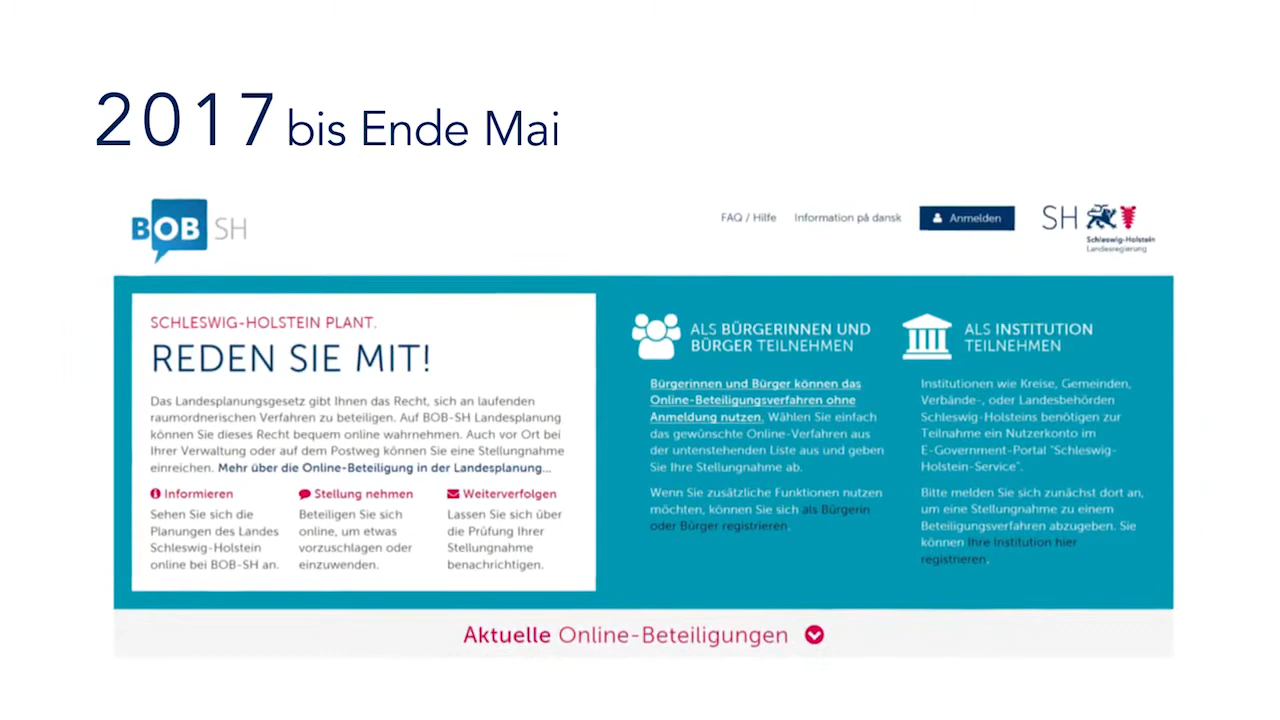 2017 bis Ende Mai
BOB SH
FAQ / Hilfe
Information på dansk
Anmelden
SH
Schleswig-Holstein
Landesregierung
SCHLESWIG-HOLSTEIN PLANT.
REDEN SIE MIT!
Das Landesplanungsgesetz gibt Ihnen das Recht, sich an laufenden
raumordnerischen Verfahren zu beteiligen. Auf BOB-SH Landesplanung
können Sie dieses Recht bequem online wahrnehmen. Auch vor Ort bei
Ihrer Verwaltung oder auf dem Postweg können Sie eine Stellungnahme
einreichen. Mehr über die Online-Beteiligung in der Landesplanung...
Informieren
Sehen Sie sich die
Planungen des Landes
Schleswig-Holstein
online bei BOB-SH an.
Stellung nehmen
Beteiligen Sie sich
online, um etwas
vorzuschlagen oder
einzuwenden.
Weiterverfolgen
Lassen Sie sich über
die Prüfung Ihrer
Stellungnahme
benachrichtigen.
ALS BÜRGERINNEN UND
BÜRGER TEILNEHMEN
Bürgerinnen und Bürger können das
Online-Beteiligungsverfahren ohne
Anmeldung nutzen. Wählen Sie einfach
das gewünschte Online-Verfahren aus
der untenstehenden Liste aus und geben
Sie Ihre Stellungnahme ab.
Wenn Sie zusätzliche Funktionen nutzen
möchten, können Sie sich als Bürgerin
oder Bürger registrieren.
ALS INSTITUTION
TEILNEHMEN
Institutionen wie Kreise, Gemeinden,
Verbände-, oder Landesbehörden
Schleswig-Holsteins benötigen zur
Teilnahme ein Nutzerkonto im
E-Government-Portal "Schleswig-
Holstein-Service".
Bitte melden Sie sich zunächst dort an,
um eine Stellungnahme zu einem
Beteiligungsverfahren abzugeben. Sie
können Ihre Institution hier
registrieren.
Aktuelle Online-Beteiligungen